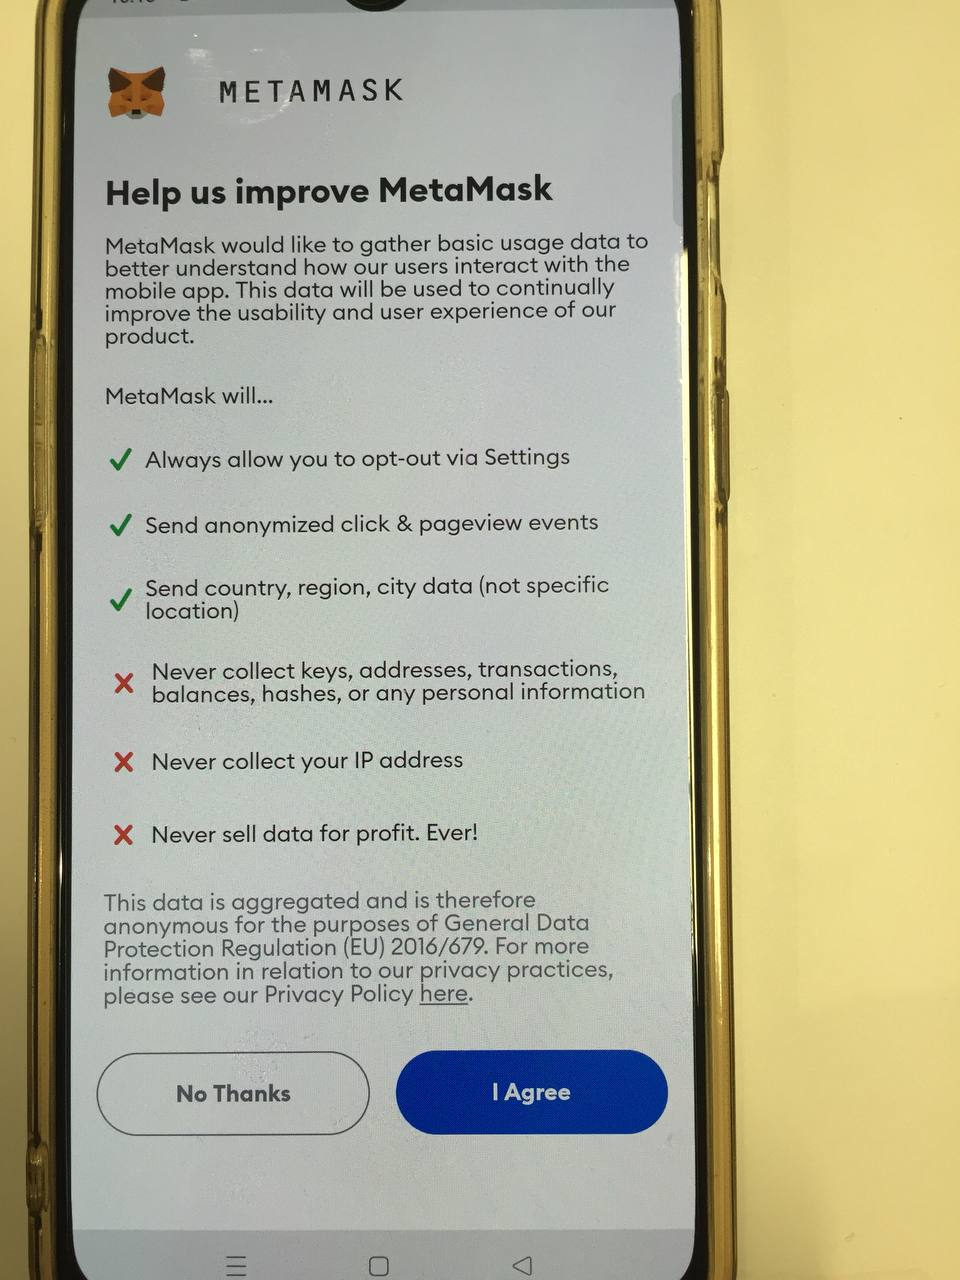 METAMASK
Help us improve MetaMask
MetaMask would like to gather basic usage data to
better understand how our users interact with the
mobile app. This data will be used to continually
improve the usability and user experience of our
product.
MetaMask will...
Always allow you to opt-out via Settings
Send anonymized click & pageview events
Send country, region, city data (not specific
location)
Never collect keys, addresses, transactions,
balances, hashes, or any personal information
Never collect your IP address
Never sell data for profit. Ever!
This data is aggregated and is therefore
anonymous for the purposes of General Data
Protection Regulation (EU) 2016/679. For more
information in relation to our privacy practices,
please see our Privacy Policy here.
No Thanks
I Agree